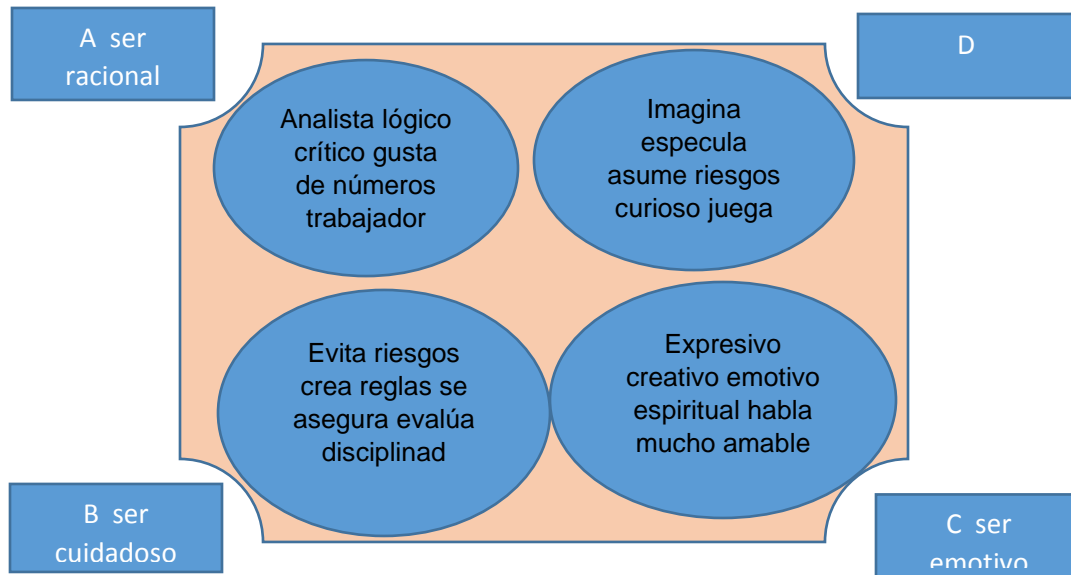 A ser
racional
D
Analista lógico
crítico gusta
de números
trabajador
Imagina
especula
asume riesgos
curioso juega
Evita riesgos
crea reglas se
asegura evalúa
disciplinad
Expresivo
creativo emotivo
espiritual habla
mucho amable
B ser
cuidadoso
C ser
emotivo